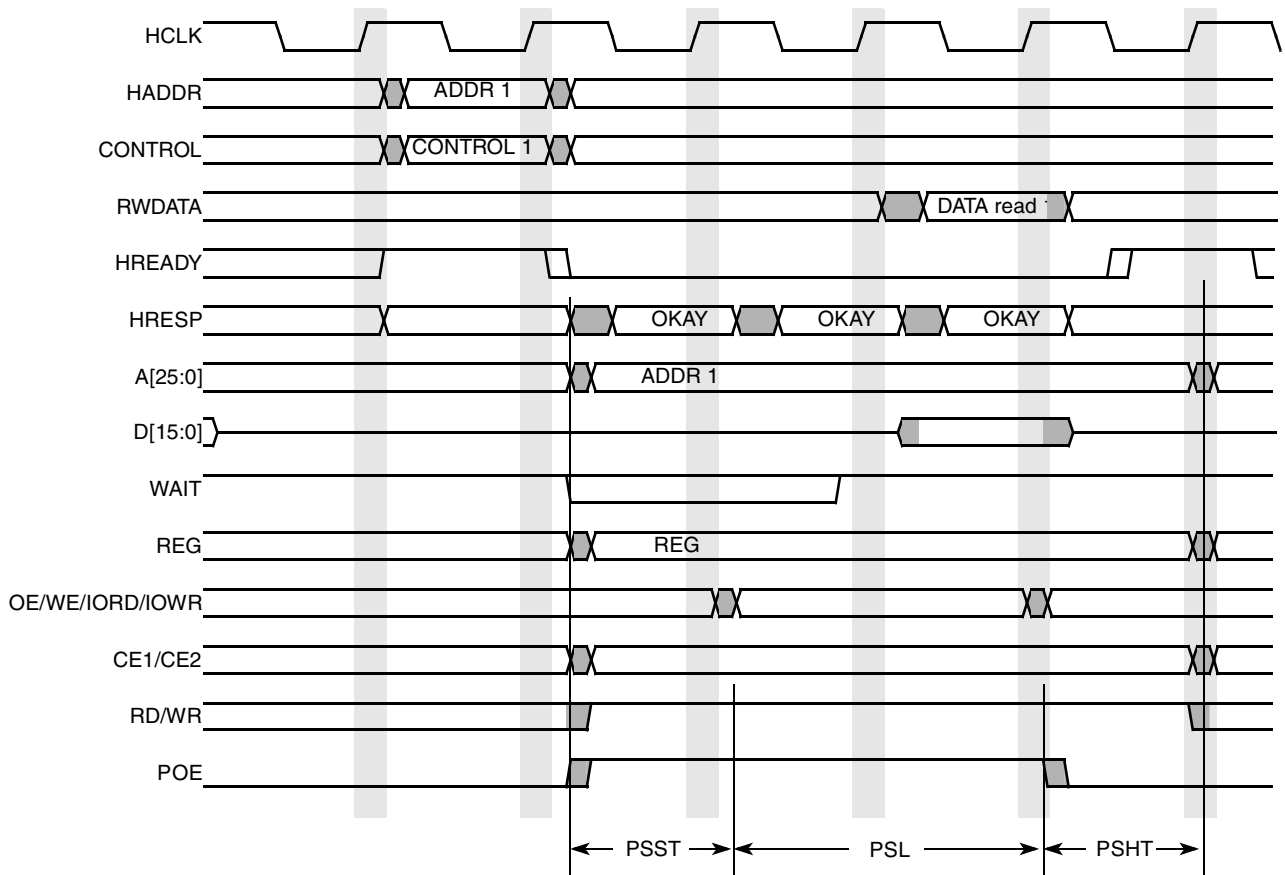 HCLK
HADDR
ADDR 1
CONTROL
CONTROL 1
RWDATA
DATA read 1
HREADY
HRESP
OKAY
OKAY
OKAY
A[25:0]
ADDR 1
D[15:0]
WAIT
REG
REG
OE/WE/IORD/IOWR
CE1/CE2
RD/WR
POE
PSST
PSL
PSHT